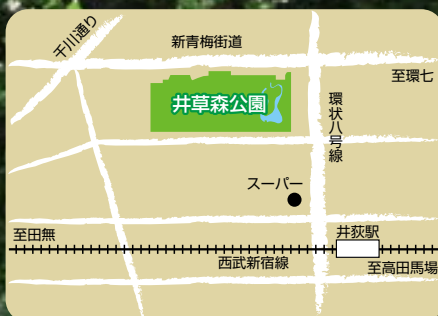 千川通り
新青梅街道
至環七
井草森公園
環状八号線
スーパー
至田無
井荻駅
西武新宿線
至高田馬場